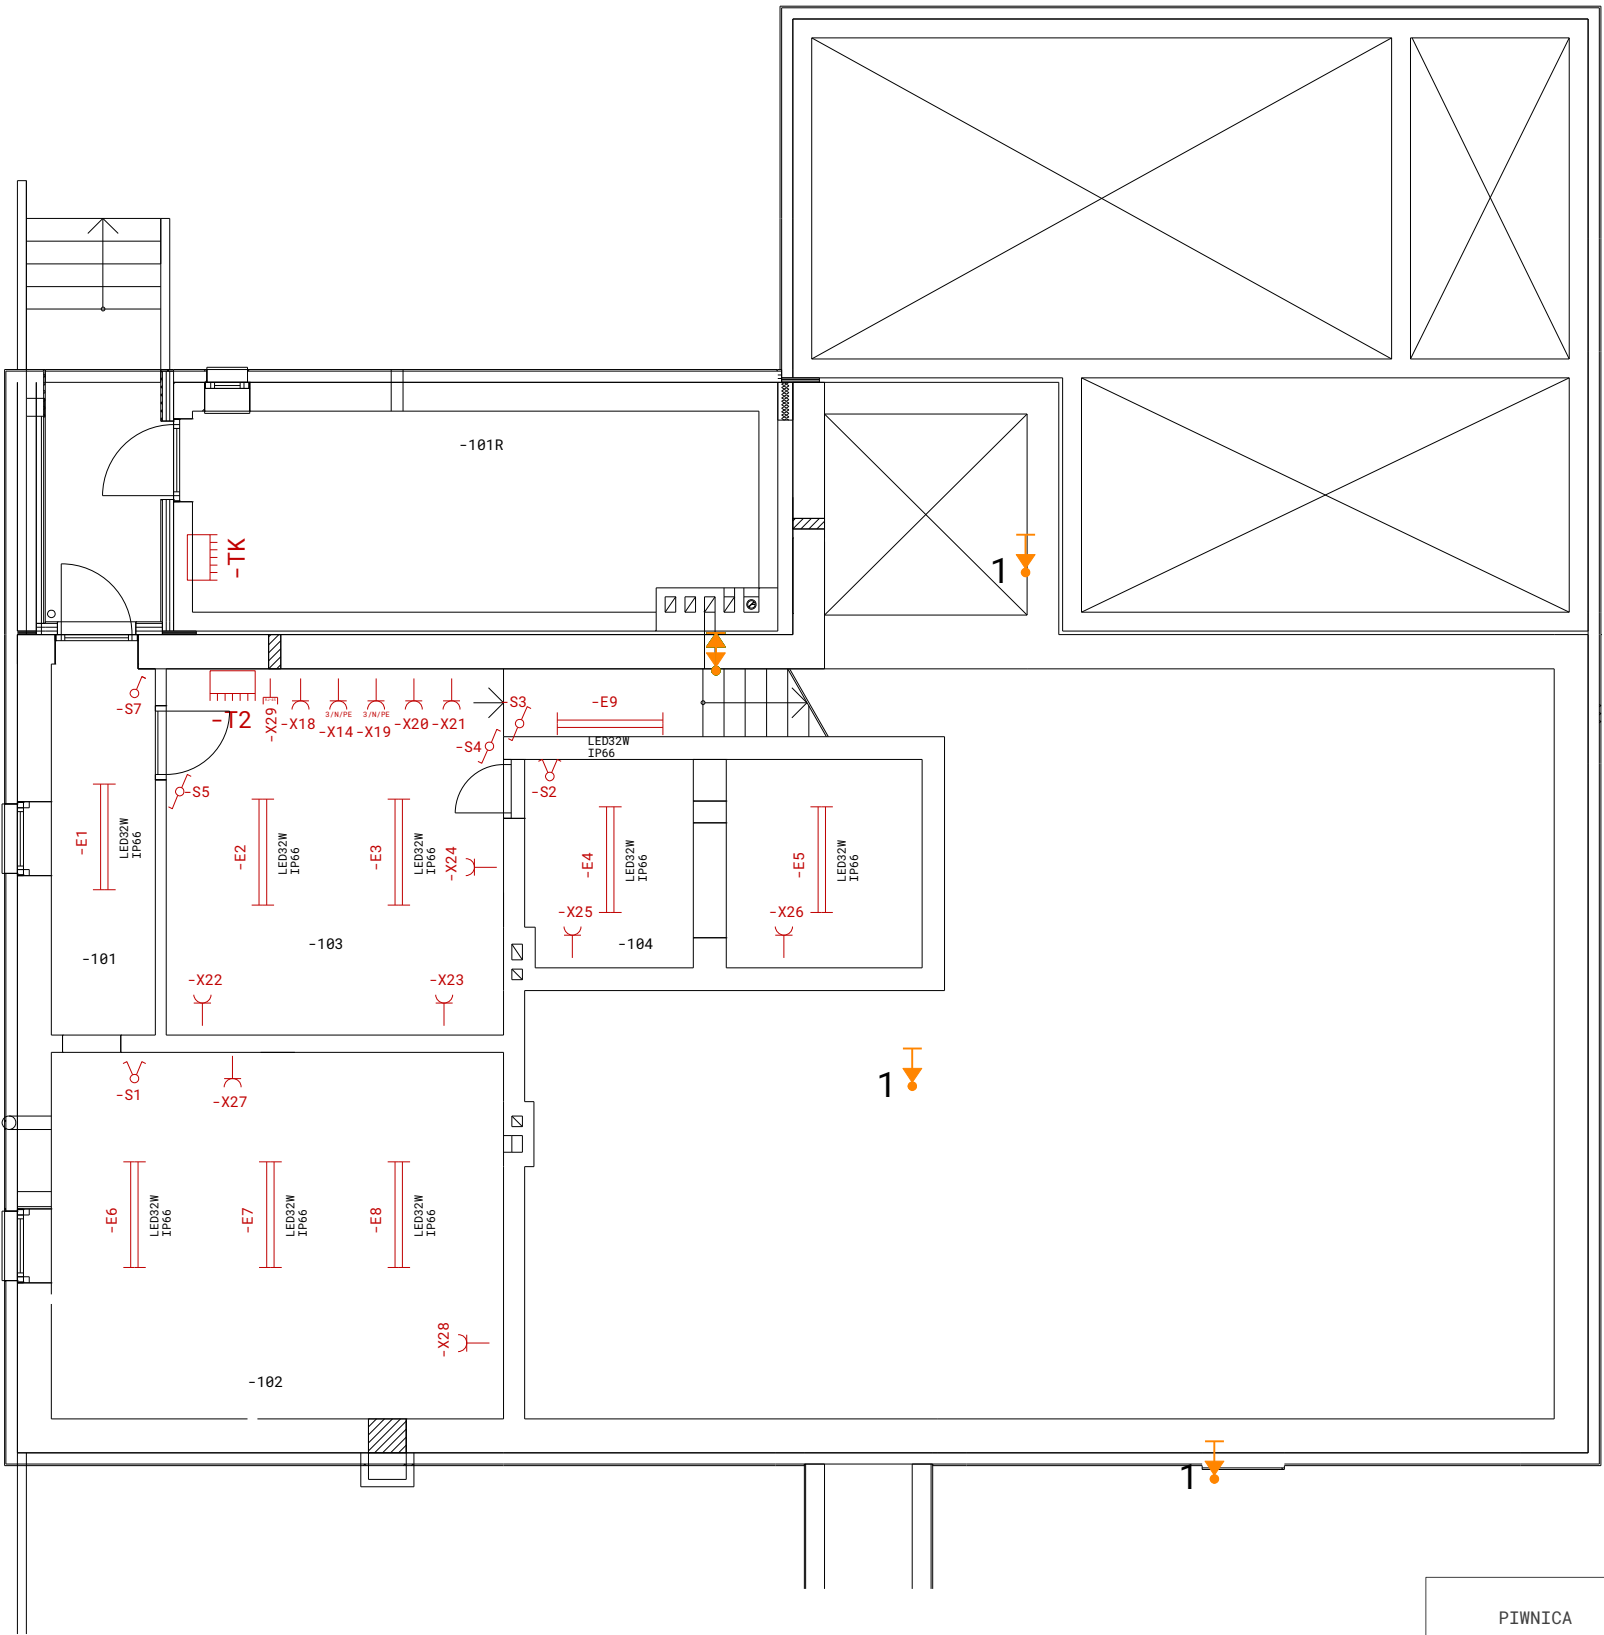 -101R
-TK
1
-S7
-T2
-X29
-X18
3/N/PE
-X14
3/N/PE
-X19
-X20
-X21
-S3
-E9
-S4
LED32W
IP66
-S5
-S2
-E1
LED32W
IP66
-E2
LED32W
IP66
-E3
LED32W
IP66
-X24
-E4
LED32W
IP66
-E5
LED32W
IP66
-X25
-X26
-101
-103
-104
-X22
-X23
-S1
-X27
1
-E6
LED32W
IP66
-E7
LED32W
IP66
-E8
LED32W
IP66
-X28
-102
1
PIWNICA